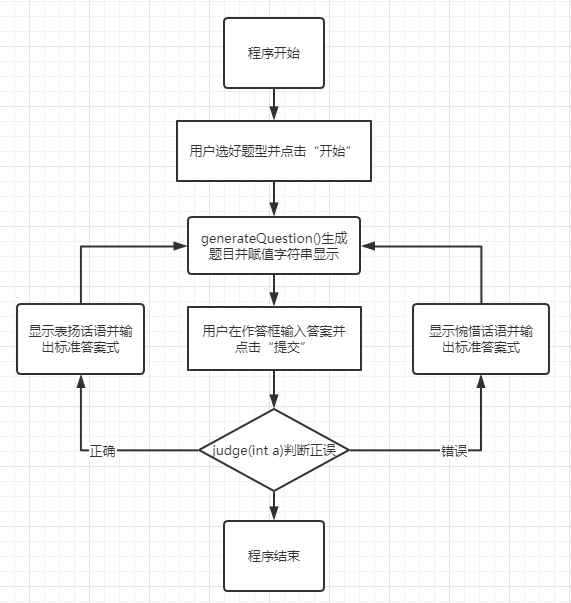 程序开始
用户选好题型并点击“开始”
generateQuestion()生成
题目并赋值字符串显示
显示表扬话语并输
出标准答案式
用户在作答框输入答案并
点击“提交”
显示惋惜话语并输
出标准答案式
正确
judge(int a)判断正误
错误
程序结束